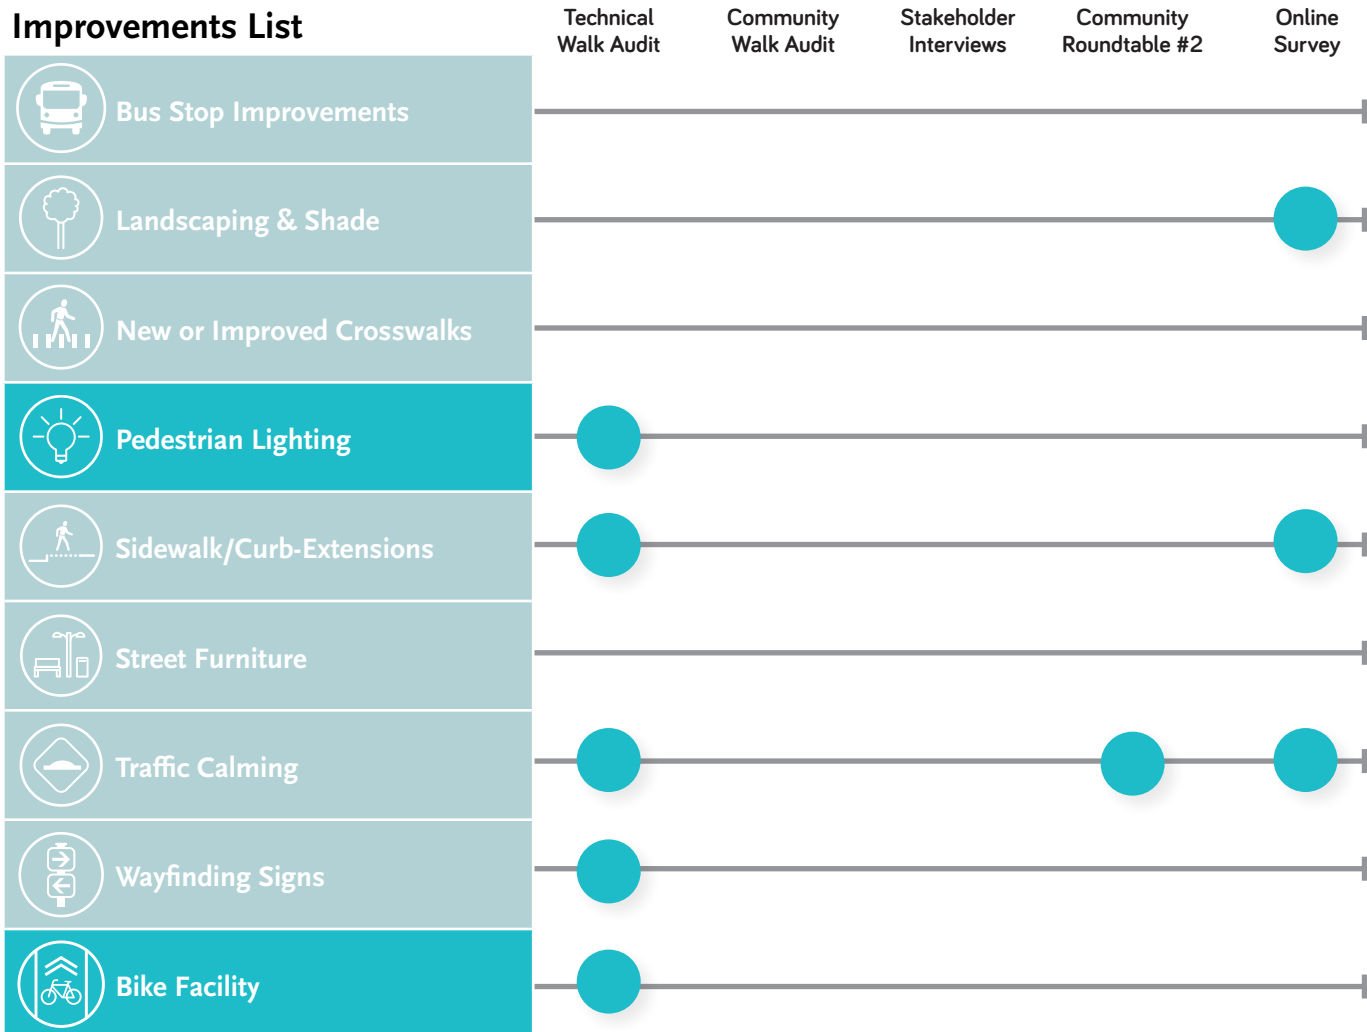 Improvements List
Technical
Walk Audit
Community
Walk Audit
Stakeholder
Interviews
Community
Roundtable #2
Online
Survey
Bus Stop Improvements
Landscaping & Shade
New or Improved Crosswalks
Pedestrian Lighting
Sidewalk/Curb-Extensions
Street Furniture
Traffic Calming
Wayfinding Signs
Bike Facility